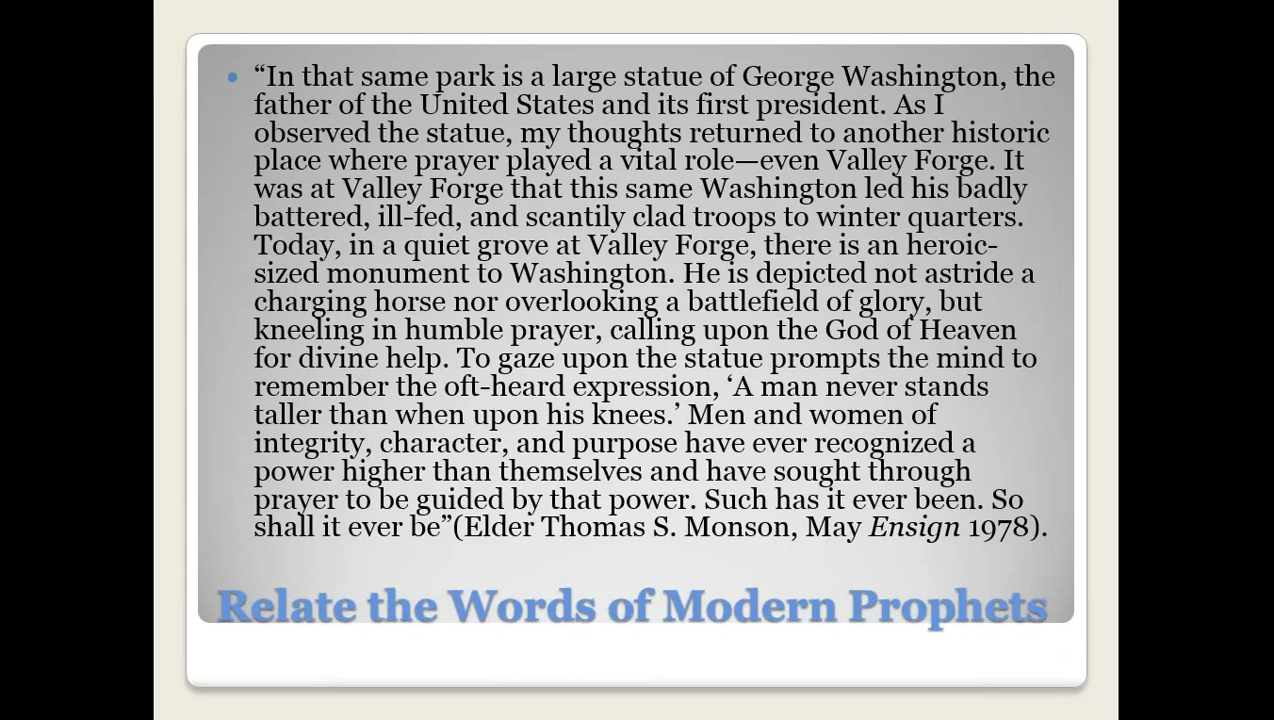 “In that same park is a large statue of George Washington, the
father of the United States and its first president. As I
observed the statue, my thoughts returned to another historic
place where prayer played a vital role—even Valley Forge. It
was at Valley Forge that this same Washington led his badly
battered, ill-fed, and scantily clad troops to winter quarters.
Today, in a quiet grove at Valley Forge, there is an heroic-
sized monument to Washington. He is depicted not astride a
charging horse nor overlooking a battlefield of glory, but
kneeling in humble prayer, calling upon the God of Heaven
for divine help. To gaze upon the statue prompts the mind to
remember the oft-heard expression, ‘A man never stands
taller than when upon his knees.’ Men and women of
integrity, character, and purpose have ever recognized a
power higher than themselves and have sought through
prayer to be guided by that power. Such has it ever been. So
shall it ever be”(Elder Thomas S. Monson, May Ensign 1978).
Relate the Words of Modern Prophets